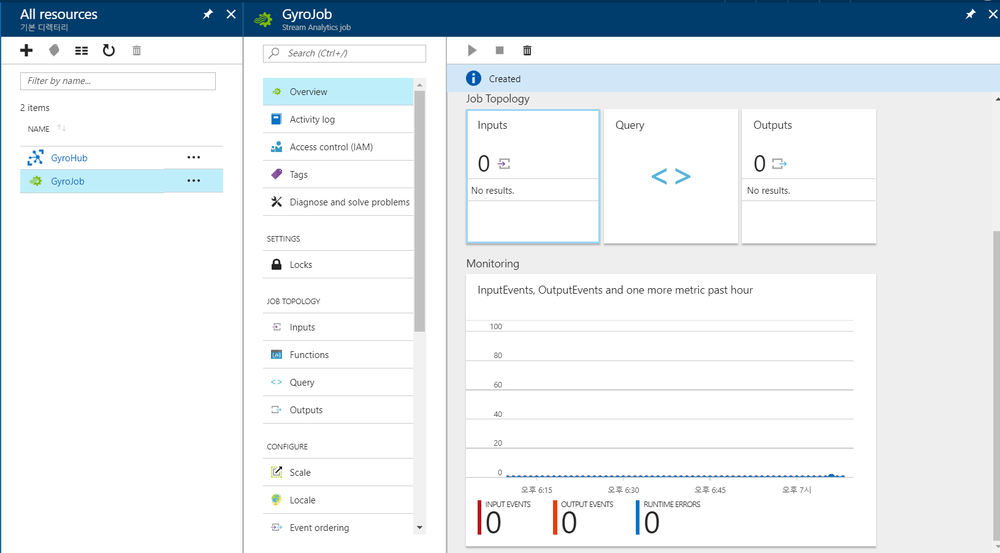 All resources
기본 디렉터리
Filter by name...
2 items
NAME
GyroHub
GyroJob
GyroJob
Stream Analytics job
Search (Ctrl+/)
Overview
Activity log
Access control (IAM)
Tags
Diagnose and solve problems
SETTINGS
Locks
JOB TOPOLOGY
Inputs
Functions
Query
Outputs
CONFIGURE
Scale
Locale
Event ordering
Created
Job Topology
Inputs
0
No results.
Query
Outputs
0
No results.
Monitoring
InputEvents, OutputEvents and one more metric past hour
100
80
60
40
20
0
오후 6:15 오후 6:30 오후 6:45 오후 7시
INPUT EVENTS
0
OUTPUT EVENTS
0
RUNTIME ERRORS
0